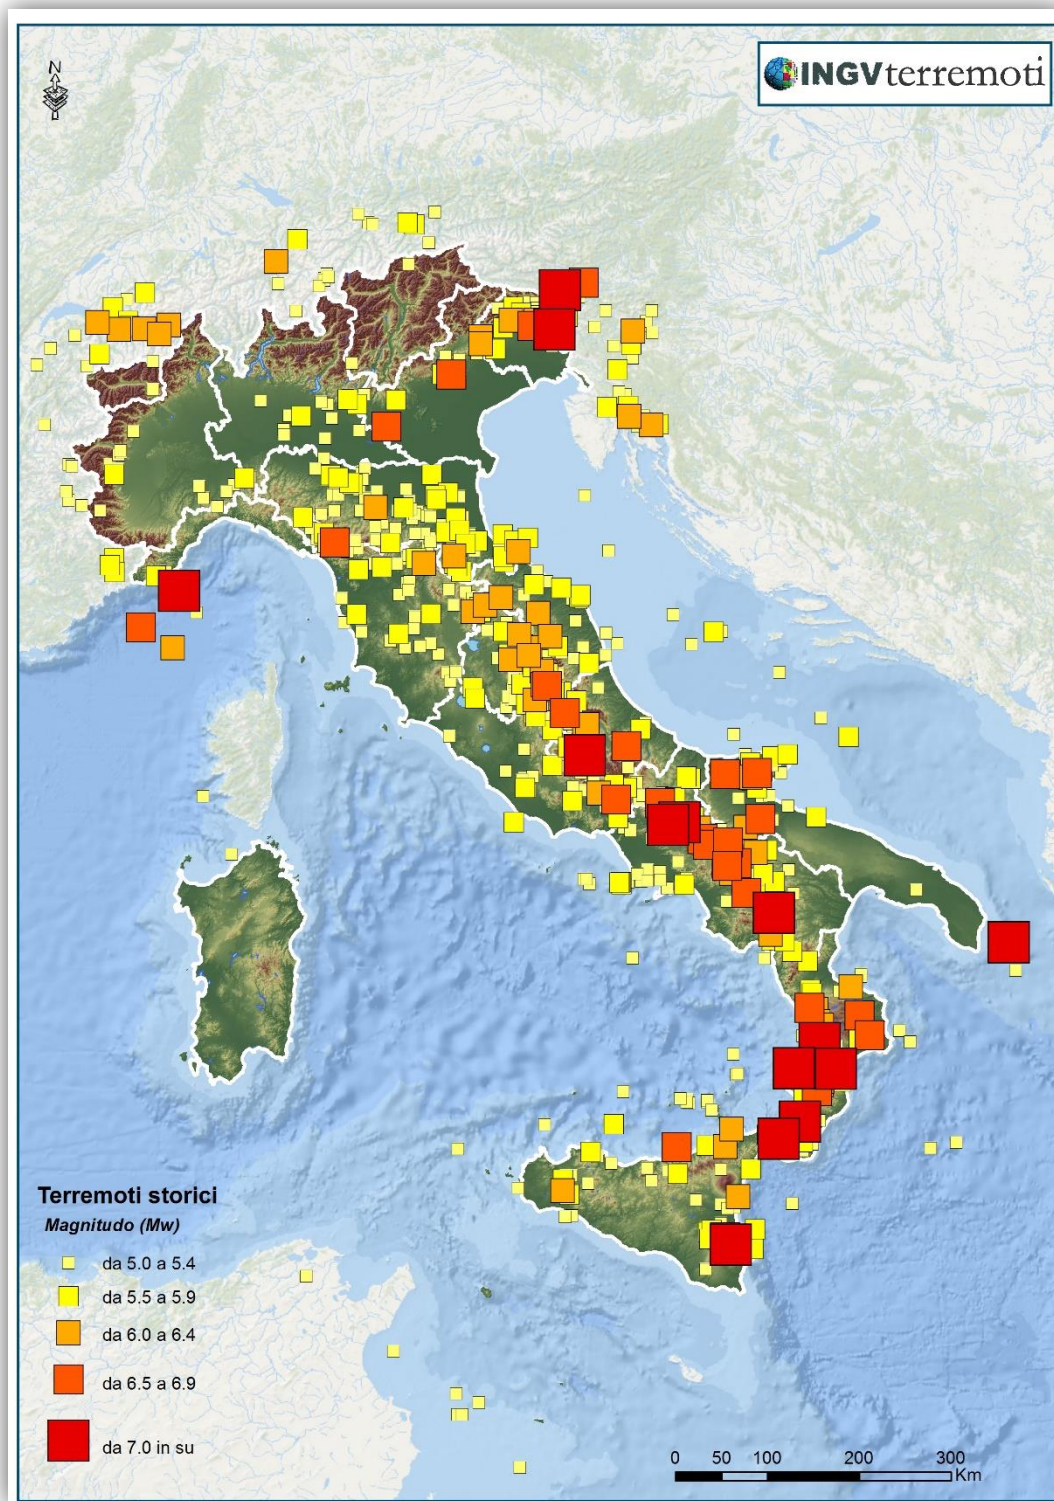 INGVterremoti
N
Terremoti storici
Magnitudo (Mw)
da 5.0 a 5.4
da 5.5 a 5.9
da 6.0 a 6.4
da 6.5 a 6.9
da 7.0 in su
0 50 100 200 300
Km